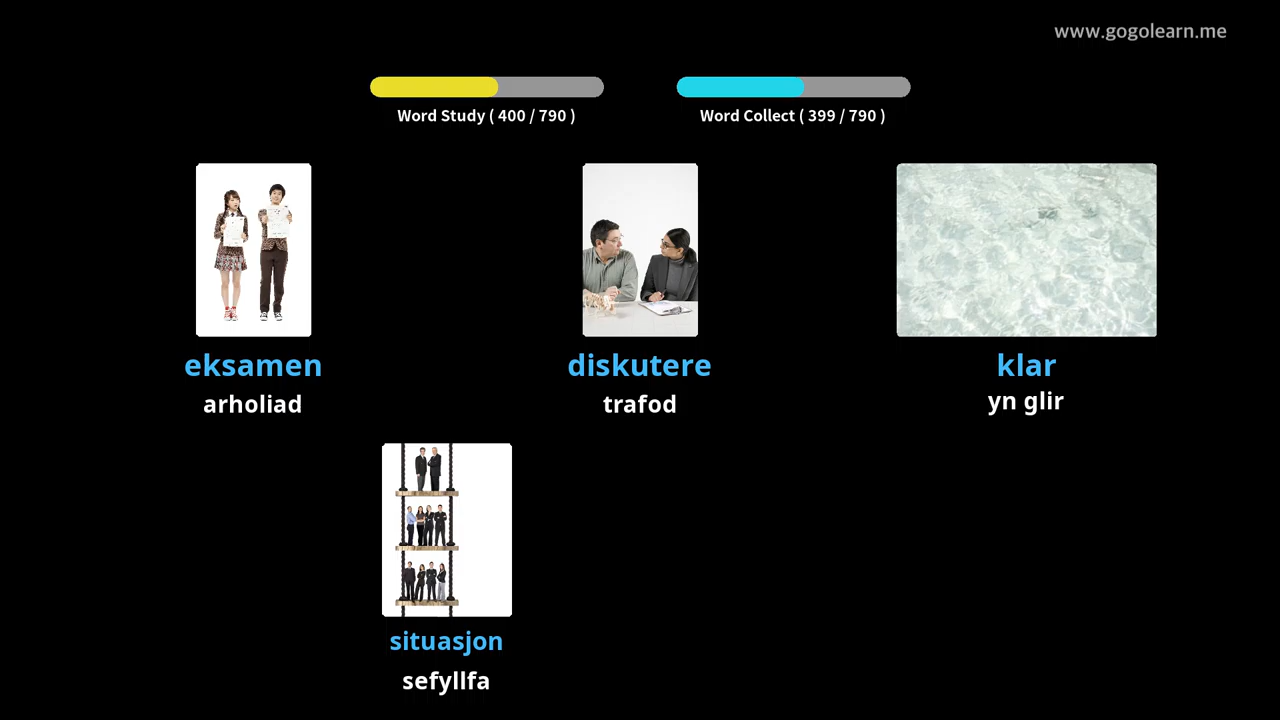 www.gogolearn.me
Word Study ( 400 / 790 )
Word Collect ( 399 / 790 )
eksamen
arholiad
diskutere
trafod
klar
yn glir
situasjon
sefyllfa